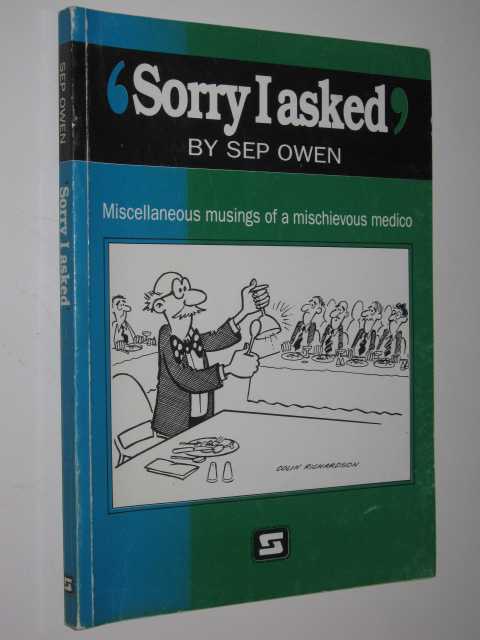 SEP OWEN
Sorry I asked
‘Sorry I asked’
BY SEP OWEN
Miscellaneous musings of a mischievous medico
COLIN RICHARDSON
S
S